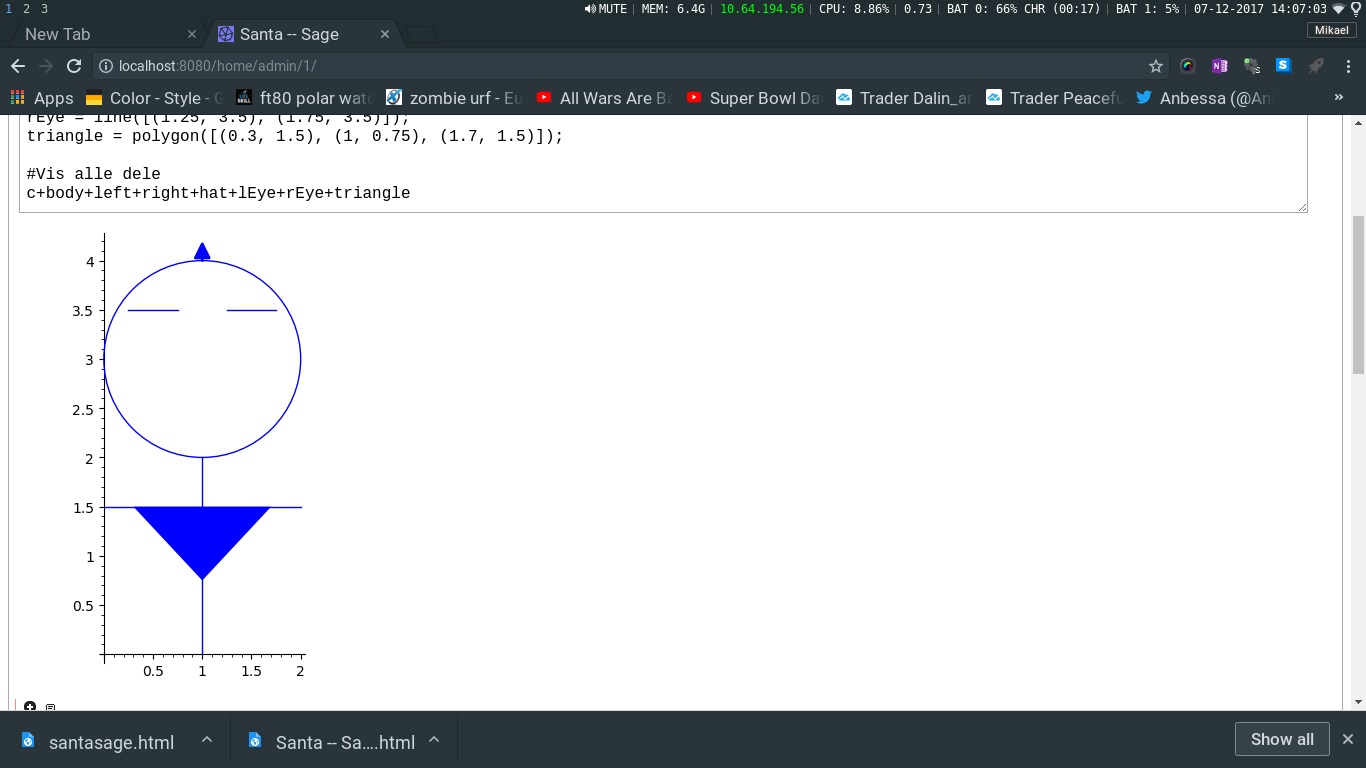 1 2 3 MUTE | MEM: 6.4G | 10.64.194.56 | CPU: 8.86% | 0.73 | BAT 0: 66% CHR (00:17) | BAT 1: 5% | 07-12-2017 14:07:03
New Tab × Santa -- Sage × Mikael
localhost:8080/home/admin/1/
Apps Color - Style - ft80 polar wat zombie urf - Eu All Wars Are B Super Bowl Da Trader Dalin_ar Trader Peacefu Anbessa (@An »
rEye = line([(1.25, 3.5), (1.75, 3.5)]);
triangle = polygon([(0.3, 1.5), (1, 0.75), (1.7, 1.5)]);
#Vis alle dele
c+body+left+right+hat+lEye+rEye+triangle
4
3.5
3
2.5
2
1.5
1
0.5
0.5 1 1.5 2
santasage.html Santa -- Sa....html Show all ×